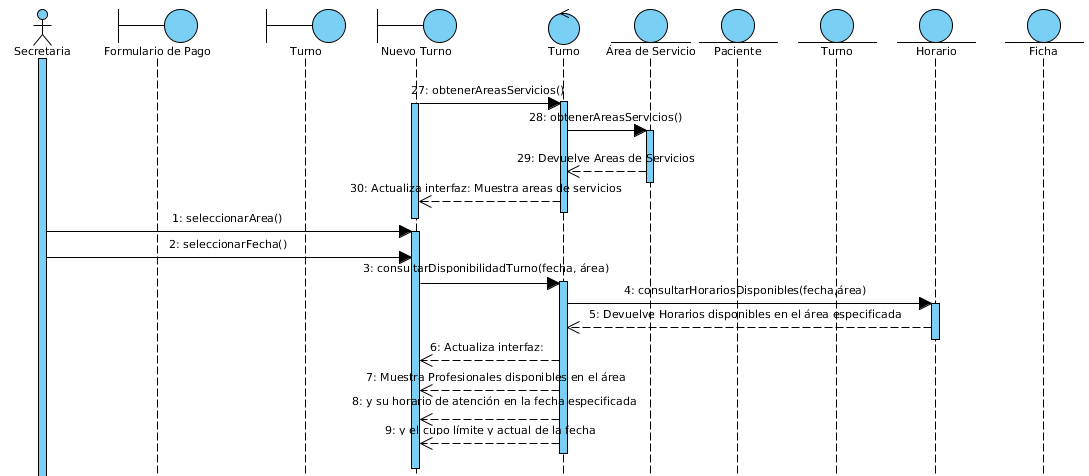 Secretaria
Formulario de Pago
Turno
Nuevo Turno
Turno
Área de Servicio
Paciente
Turno
Horario
Ficha
27: obtenerAreasServicios()
28: obtenerAreasServicios()
29: Devuelve Areas de Servicios
30: Actualiza interfaz: Muestra areas de servicios
1: seleccionarArea()
2: seleccionarFecha()
3: consultarDisponibilidadTurno(fecha, área)
4: consultarHorariosDisponibles(fecha,área)
5: Devuelve Horarios disponibles en el área especificada
6: Actualiza interfaz:
7: Muestra Profesionales disponibles en el área
8: y su horario de atención en la fecha especificada
9: y el cupo límite y actual de la fecha